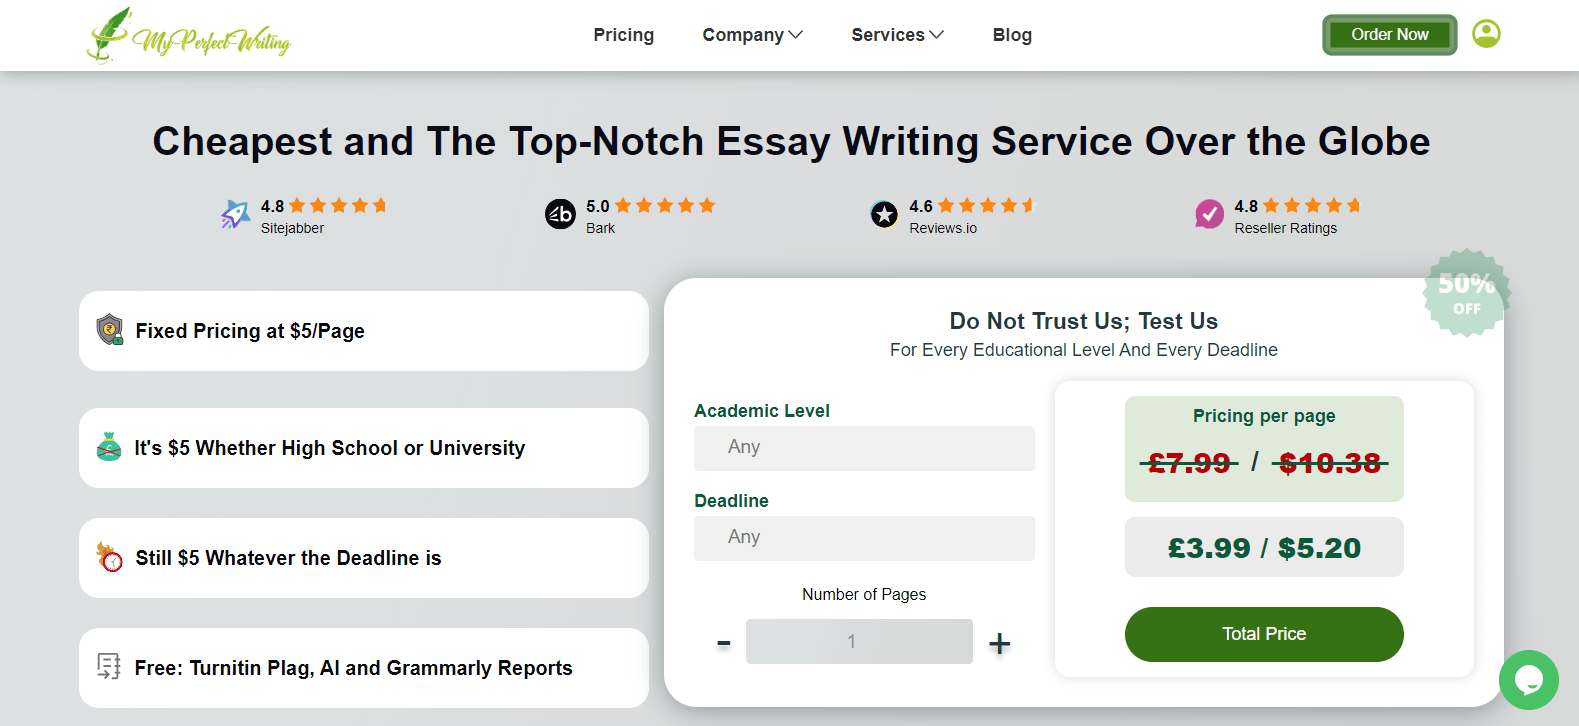 My Perfect Writing
Pricing
Company
Services
Blog
Order Now
Cheapest and The Top-Notch Essay Writing Service Over the Globe
4.8
Sitejabber
b
5.0
Bark
4.6
Reviews.io
4.8
Reseller Ratings
Fixed Pricing at $5/Page
It's $5 Whether High School or University
Still $5 Whatever the Deadline is
Free: Turnitin Plag, AI and Grammarly Reports
50%
OFF
Do Not Trust Us; Test Us
For Every Educational Level And Every Deadline
Academic Level
Any
Deadline
Any
Number of Pages
- 1 +
Pricing per page
£7.99 / $10.38
£3.99 / $5.20
Total Price